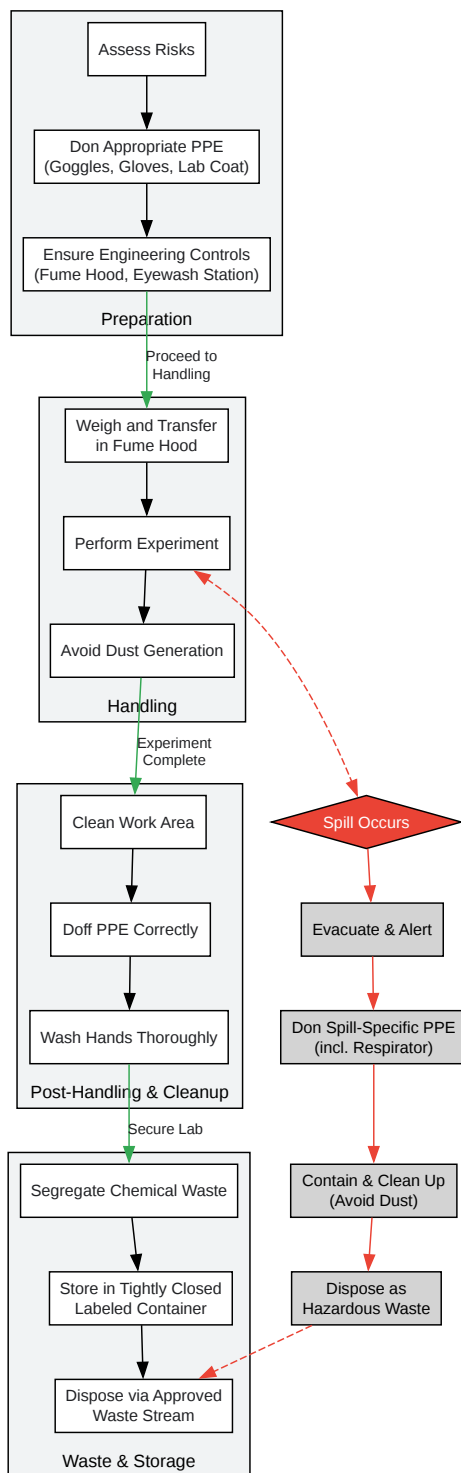 Assess Risks
Don Appropriate PPE
(Goggles, Gloves, Lab Coat)
Ensure Engineering Controls
(Fume Hood, Eyewash Station)
Preparation
Proceed to
Handling
Weigh and Transfer
in Fume Hood
Perform Experiment
Avoid Dust Generation
Handling
Experiment
Complete
Clean Work Area
Spill Occurs
Doff PPE Correctly
Evacuate & Alert
Wash Hands Thoroughly
Don Spill-Specific PPE
(incl. Respirator)
Post-Handling & Cleanup
Secure Lab
Segregate Chemical Waste
Contain & Clean Up
(Avoid Dust)
Store in Tightly Closed
Labeled Container
Dispose as
Hazardous Waste
Dispose via Approved
Waste Stream
Waste & Storage